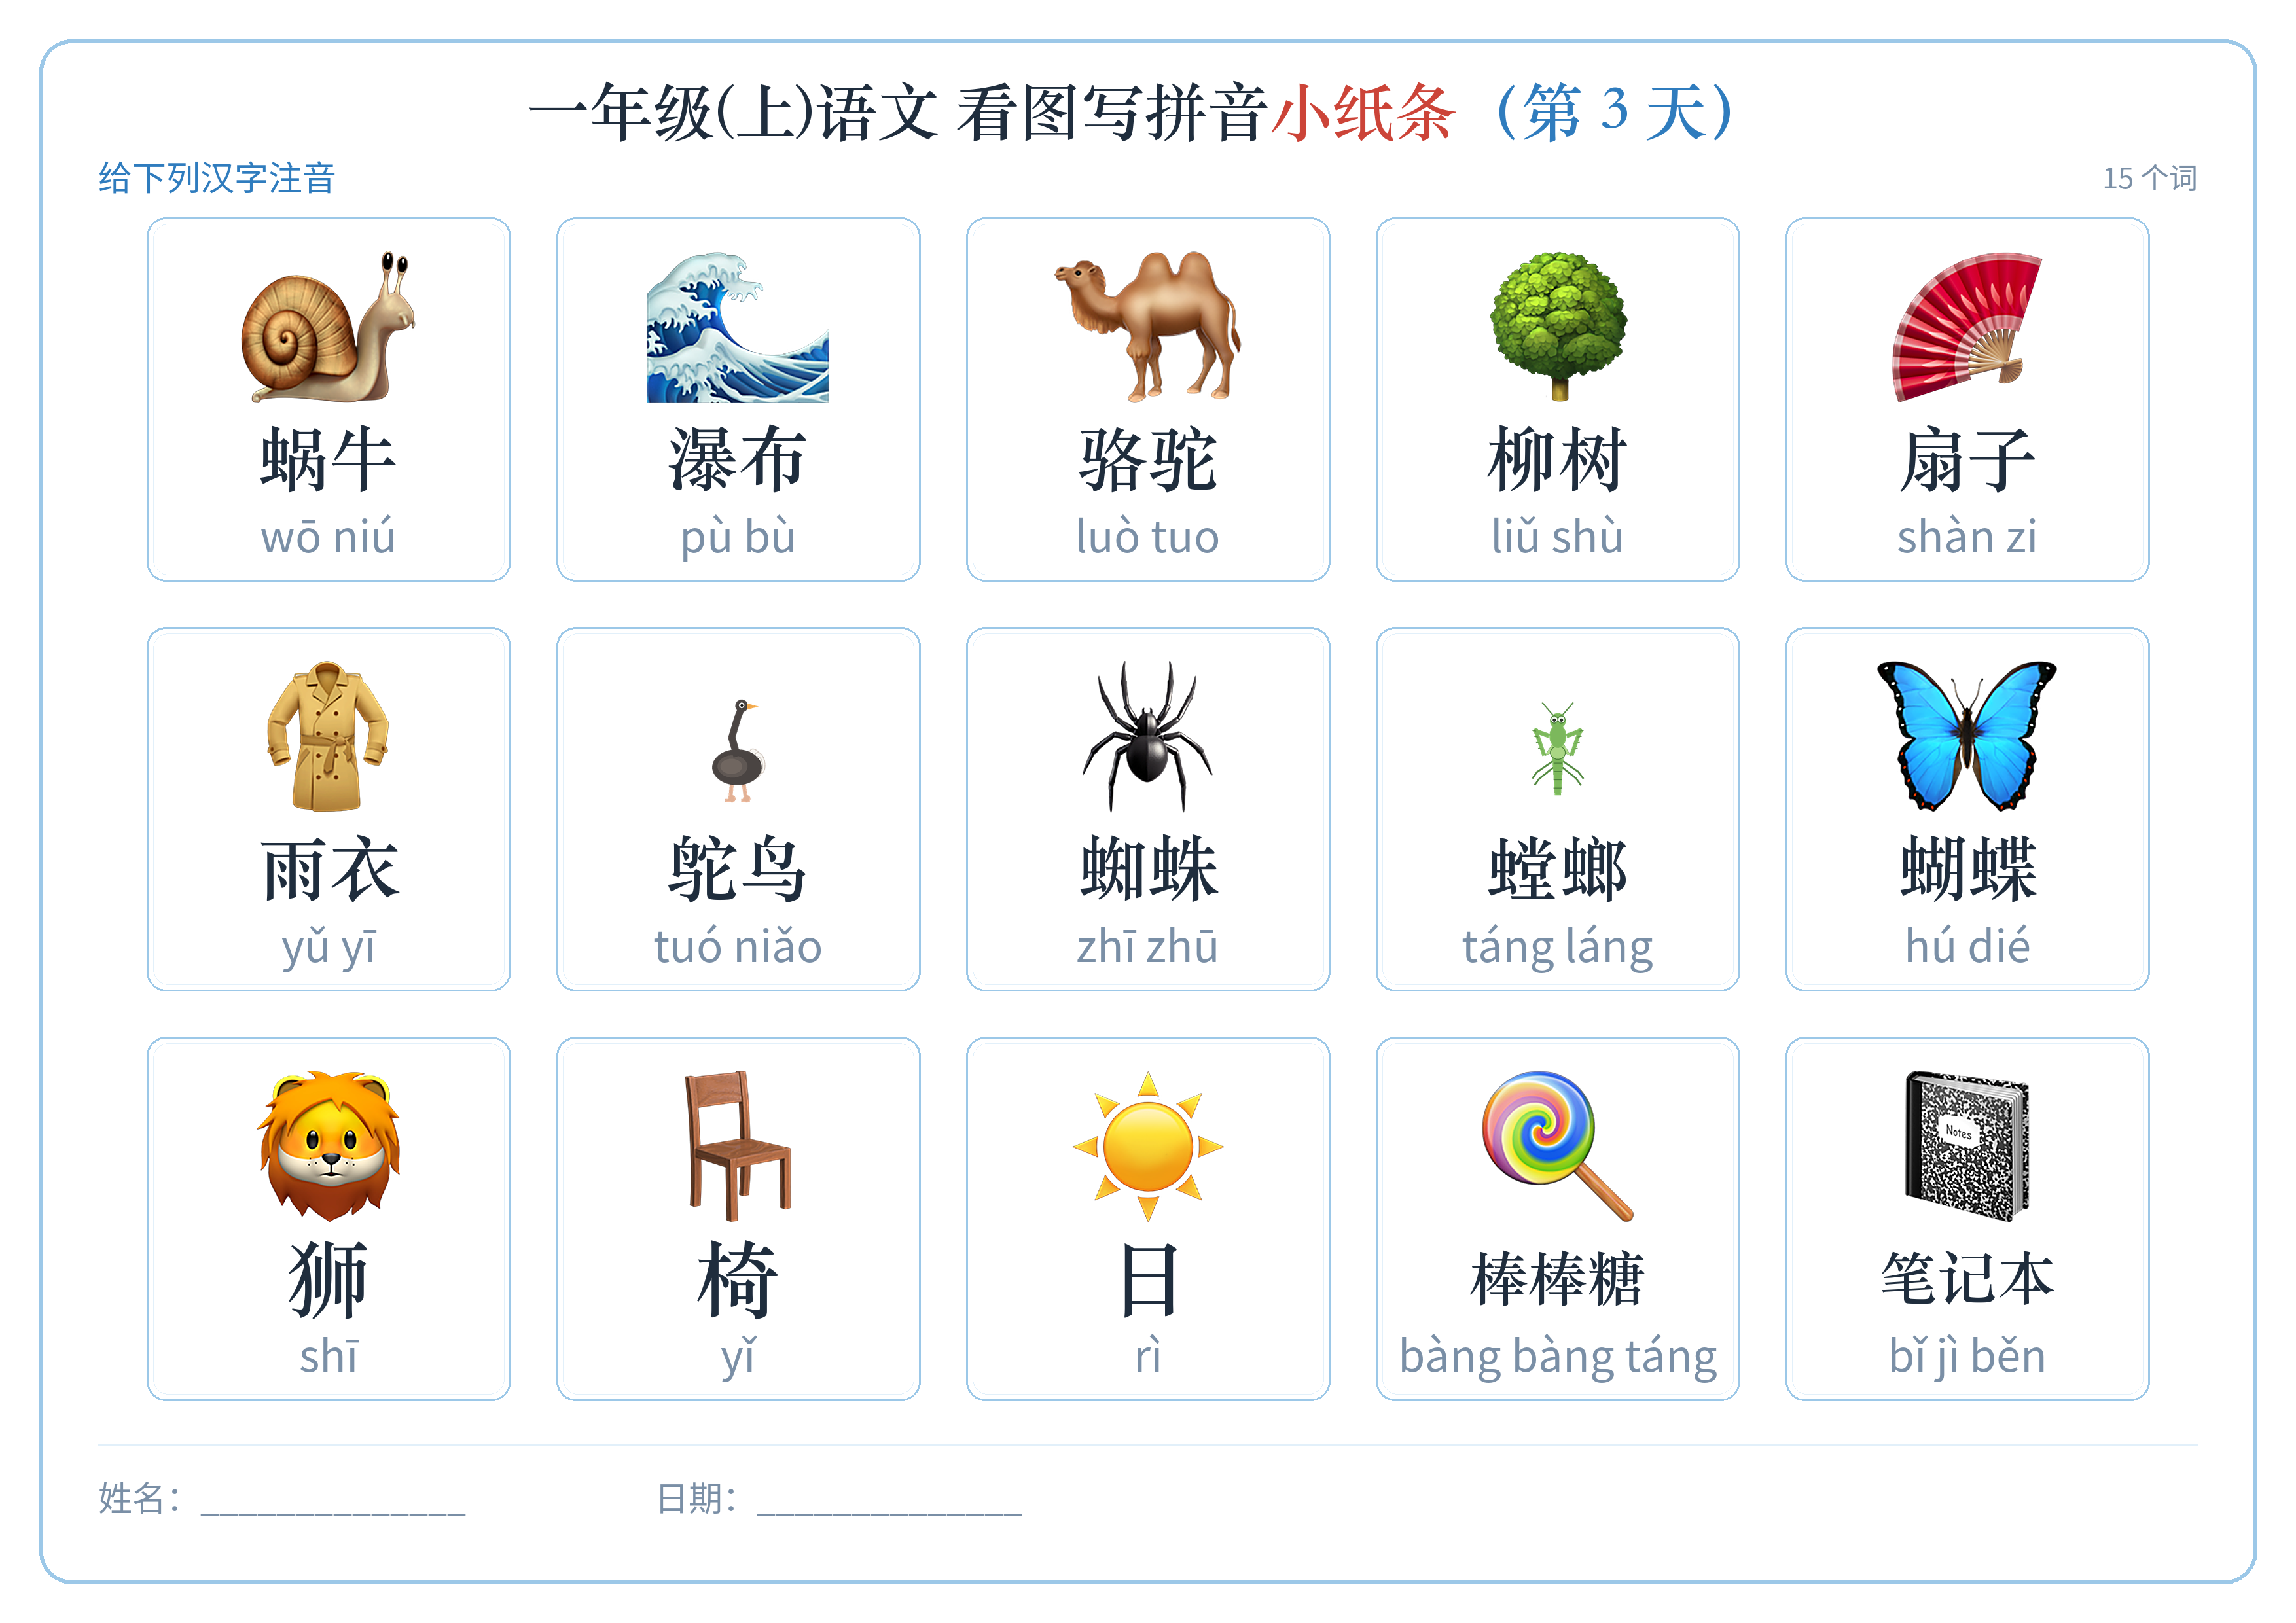 一年级(上)语文 看图写拼音小纸条（第 3 天）
给下列汉字注音
15 个词
蜗牛
wō niú
瀑布
pù bù
骆驼
luò tuo
柳树
liǔ shù
扇子
shàn zi
雨衣
yǔ yī
鸵鸟
tuó niǎo
蜘蛛
zhī zhū
螳螂
táng láng
蝴蝶
hú dié
狮
shī
椅
yǐ
日
rì
棒棒糖
bàng bàng táng
Notes
笔记本
bǐ jì běn
姓名：______________
日期：______________